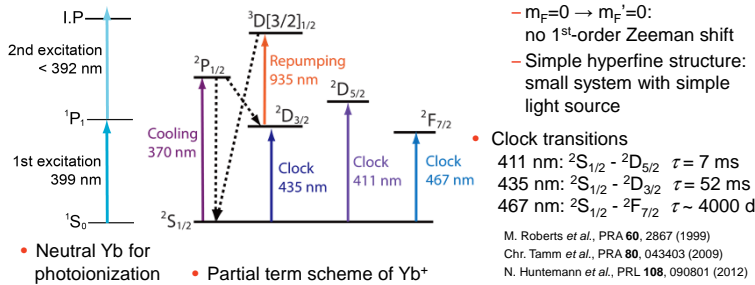 I.P
2nd excitation
< 392 nm
¹P₁
1st excitation
399 nm
¹S₀
• Neutral Yb for
photoionization
³D[3/2]₁/₂
²P₁/₂
Repumping
935 nm
²D₅/₂
²D₃/₂
²F₇/₂
Cooling
370 nm
Clock
435 nm
Clock
411 nm
Clock
467 nm
²S₁/₂
• Partial term scheme of Yb⁺
– m_F=0 → m_F'=0:
no 1st-order Zeeman shift
– Simple hyperfine structure:
small system with simple
light source
• Clock transitions
411 nm: ²S₁/₂ - ²D₅/₂ τ = 7 ms
435 nm: ²S₁/₂ - ²D₃/₂ τ = 52 ms
467 nm: ²S₁/₂ - ²F₇/₂ τ ~ 4000 d
M. Roberts et al., PRA 60, 2867 (1999)
Chr. Tamm et al., PRA 80, 043403 (2009)
N. Huntemann et al., PRL 108, 090801 (2012)